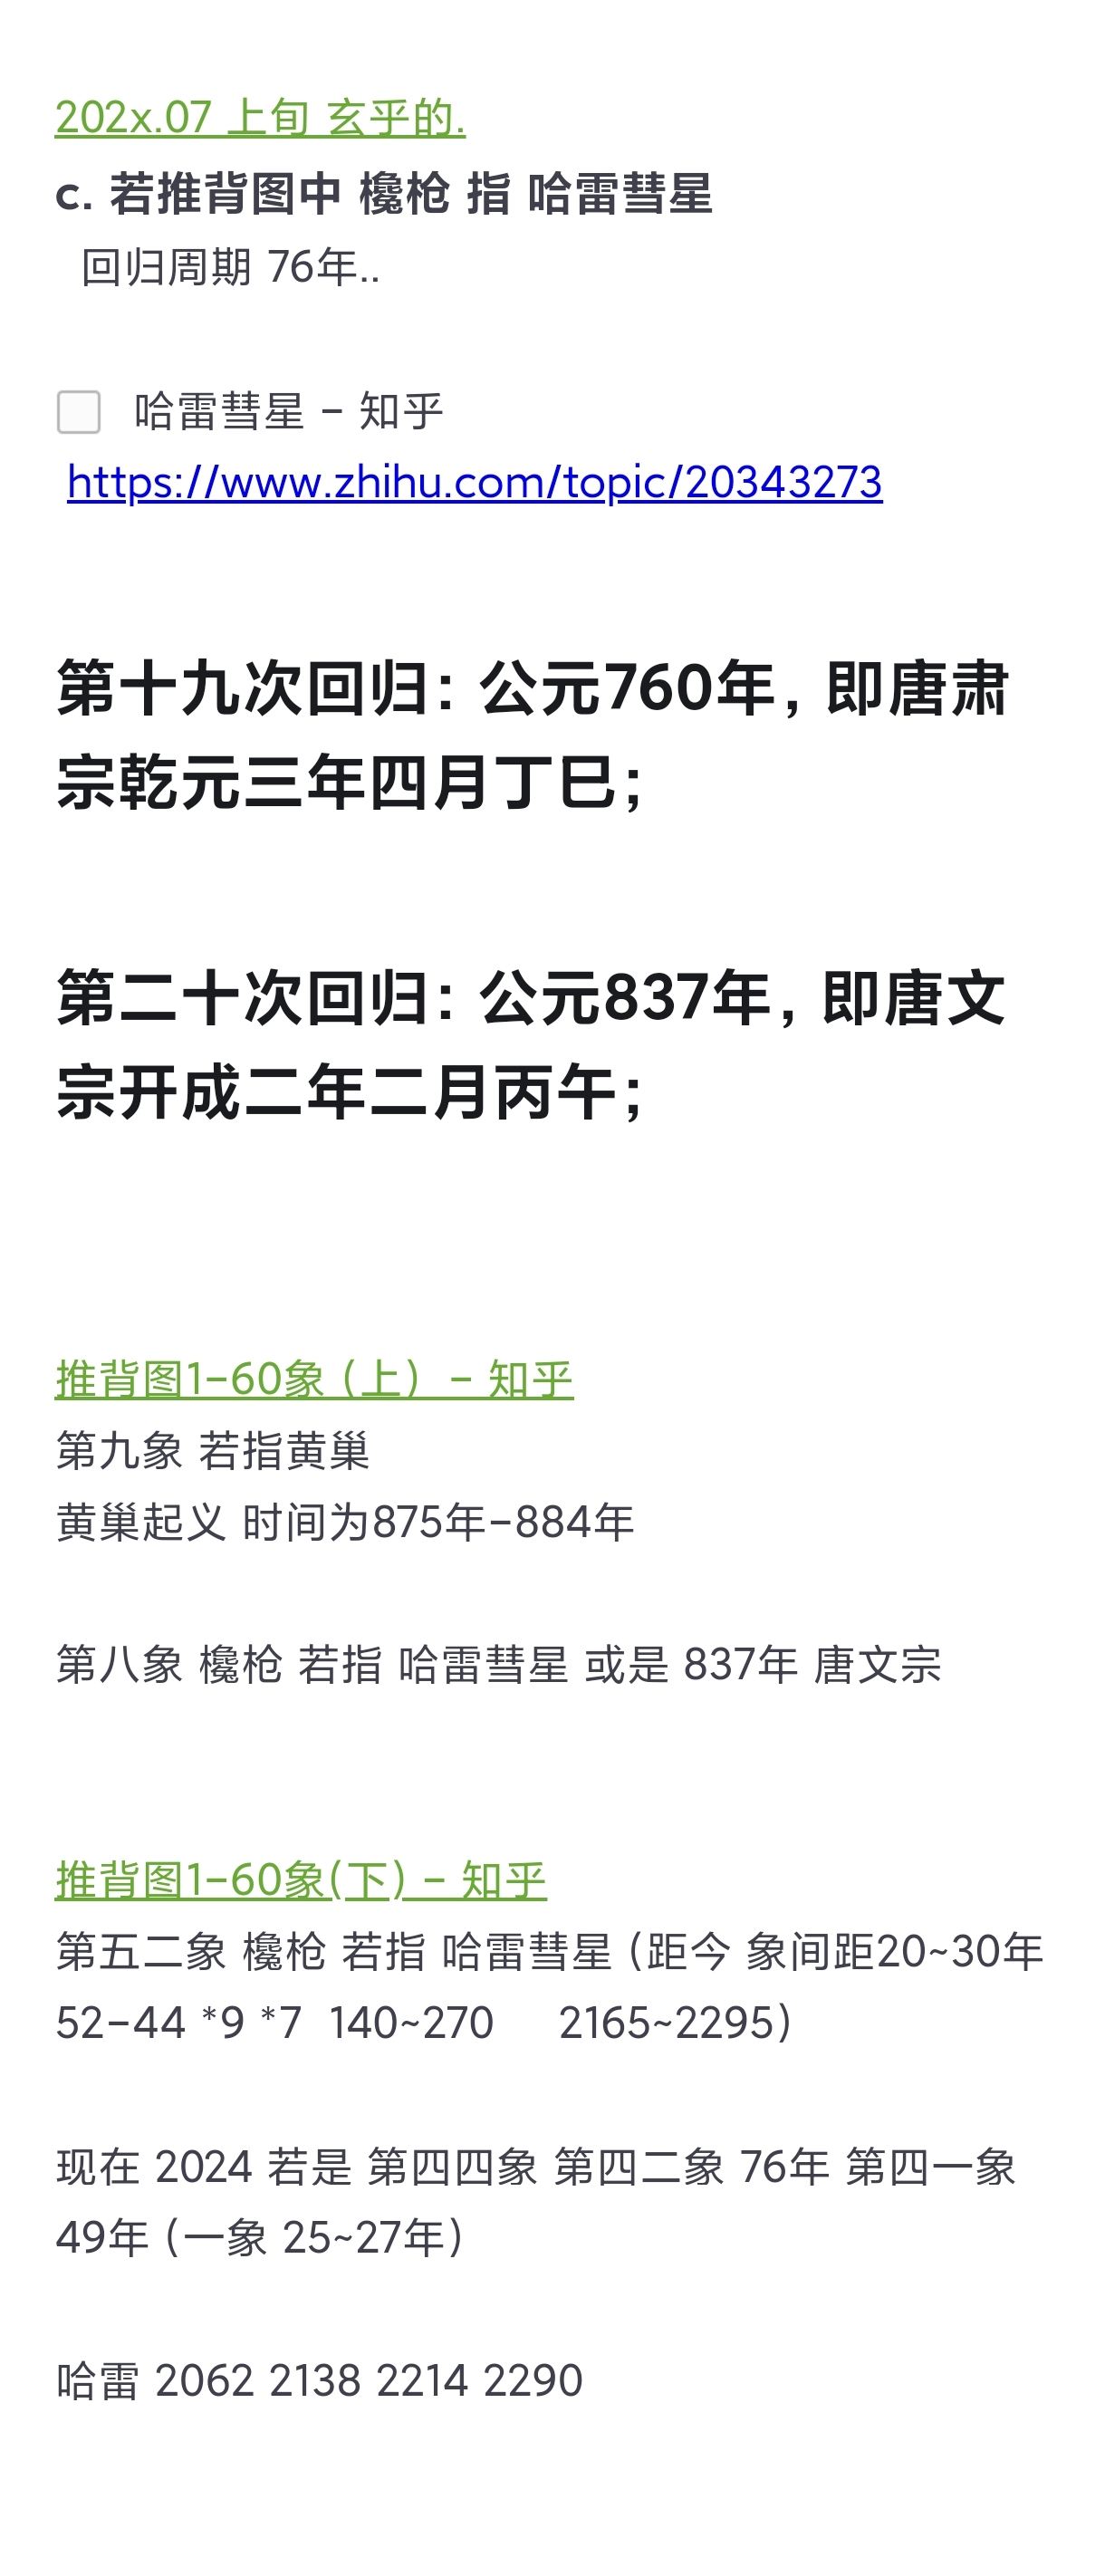 202x.07 上旬 玄乎的.
c. 若推背图中 欃枪 指 哈雷彗星
回归周期 76年..
哈雷彗星 - 知乎
https://www.zhihu.com/topic/20343273
第十九次回归：公元760年，即唐肃
宗乾元三年四月丁巳；
第二十次回归：公元837年，即唐文
宗开成二年二月丙午；
推背图1-60象（上） - 知乎
第九象 若指黄巢
黄巢起义 时间为875年-884年
第八象 欃枪 若指 哈雷彗星 或是 837年 唐文宗
推背图1-60象(下) - 知乎
第五二象 欃枪 若指 哈雷彗星 (距今 象间距20~30年
52-44 *9 *7  140~270    2165~2295)
现在 2024 若是 第四四象 第四二象 76年 第四一象
49年 (一象 25~27年)
哈雷 2062 2138 2214 2290